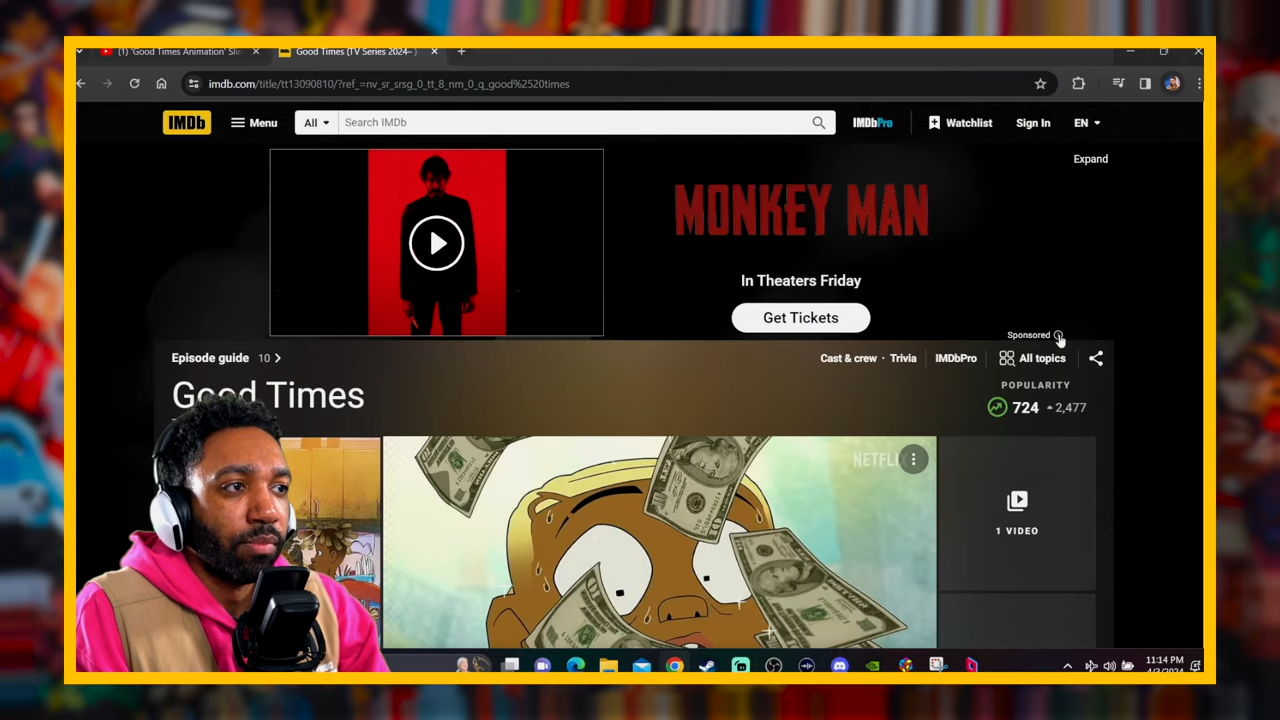 (1) 'Good Times Animation' Sli
Good Times (TV Series 2024– )
imdb.com/title/tt13090810/?ref_=nv_sr_srsg_0_tt_8_nm_0_q_good%2520times
IMDb
Menu
All
Search IMDb
IMDbPro
Watchlist
Sign In
EN
Expand
MONKEY MAN
In Theaters Friday
Get Tickets
Sponsored
Episode guide 10
Cast & crew · Trivia
IMDbPro
All topics
Good Times
POPULARITY
724 2,477
NETFLI
1 VIDEO
11:14 PM